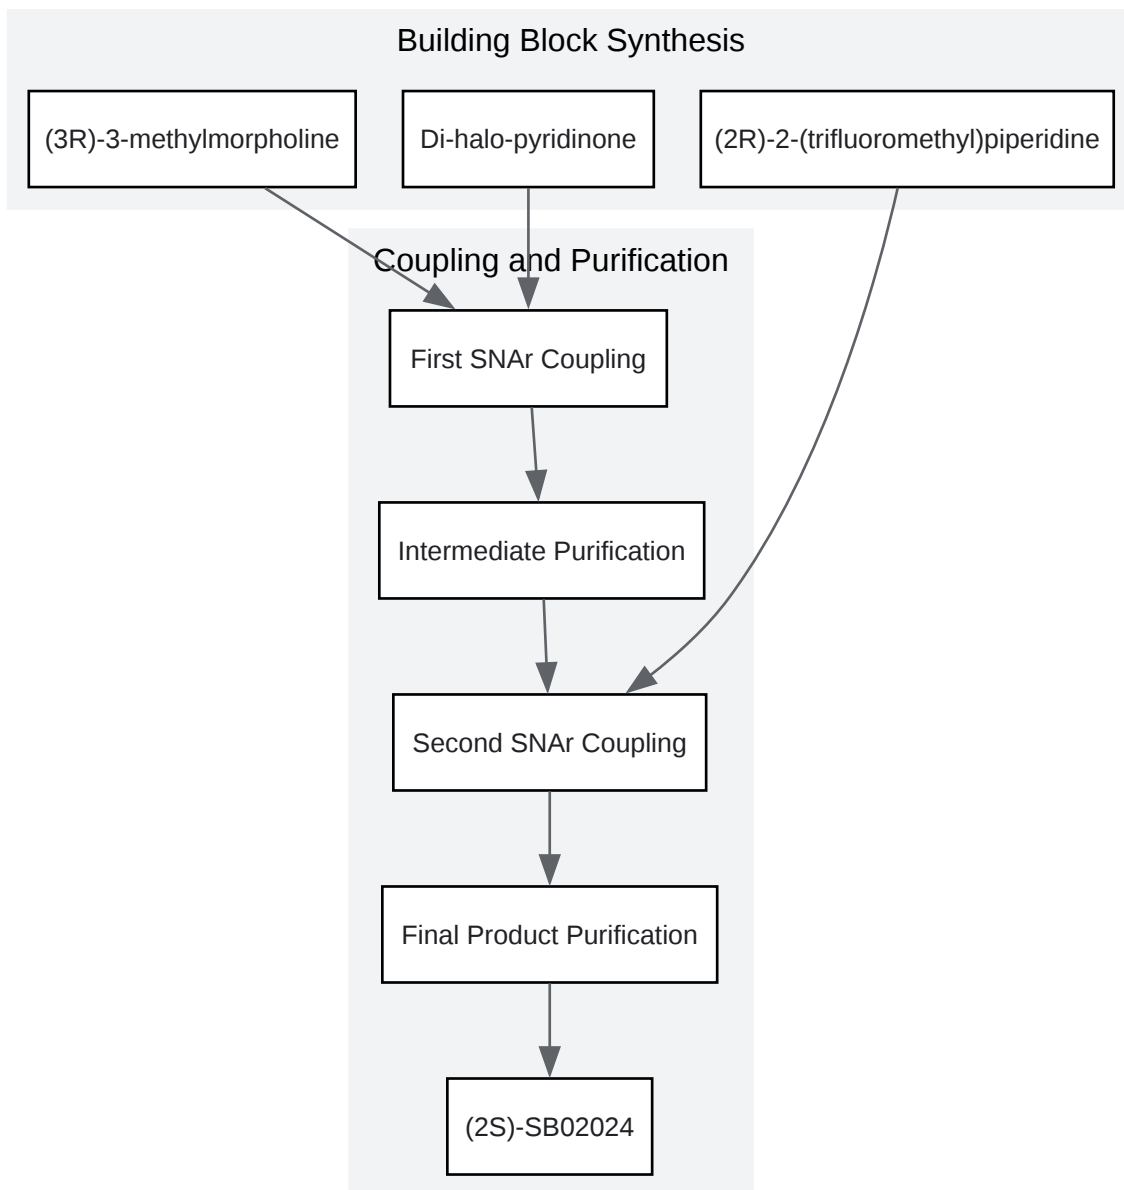 Building Block Synthesis
(3R)-3-methylmorpholine
Di-halo-pyridinone
(2R)-2-(trifluoromethyl)piperidine
Coupling and Purification
First SNAr Coupling
Intermediate Purification
Second SNAr Coupling
Final Product Purification
(2S)-SB02024